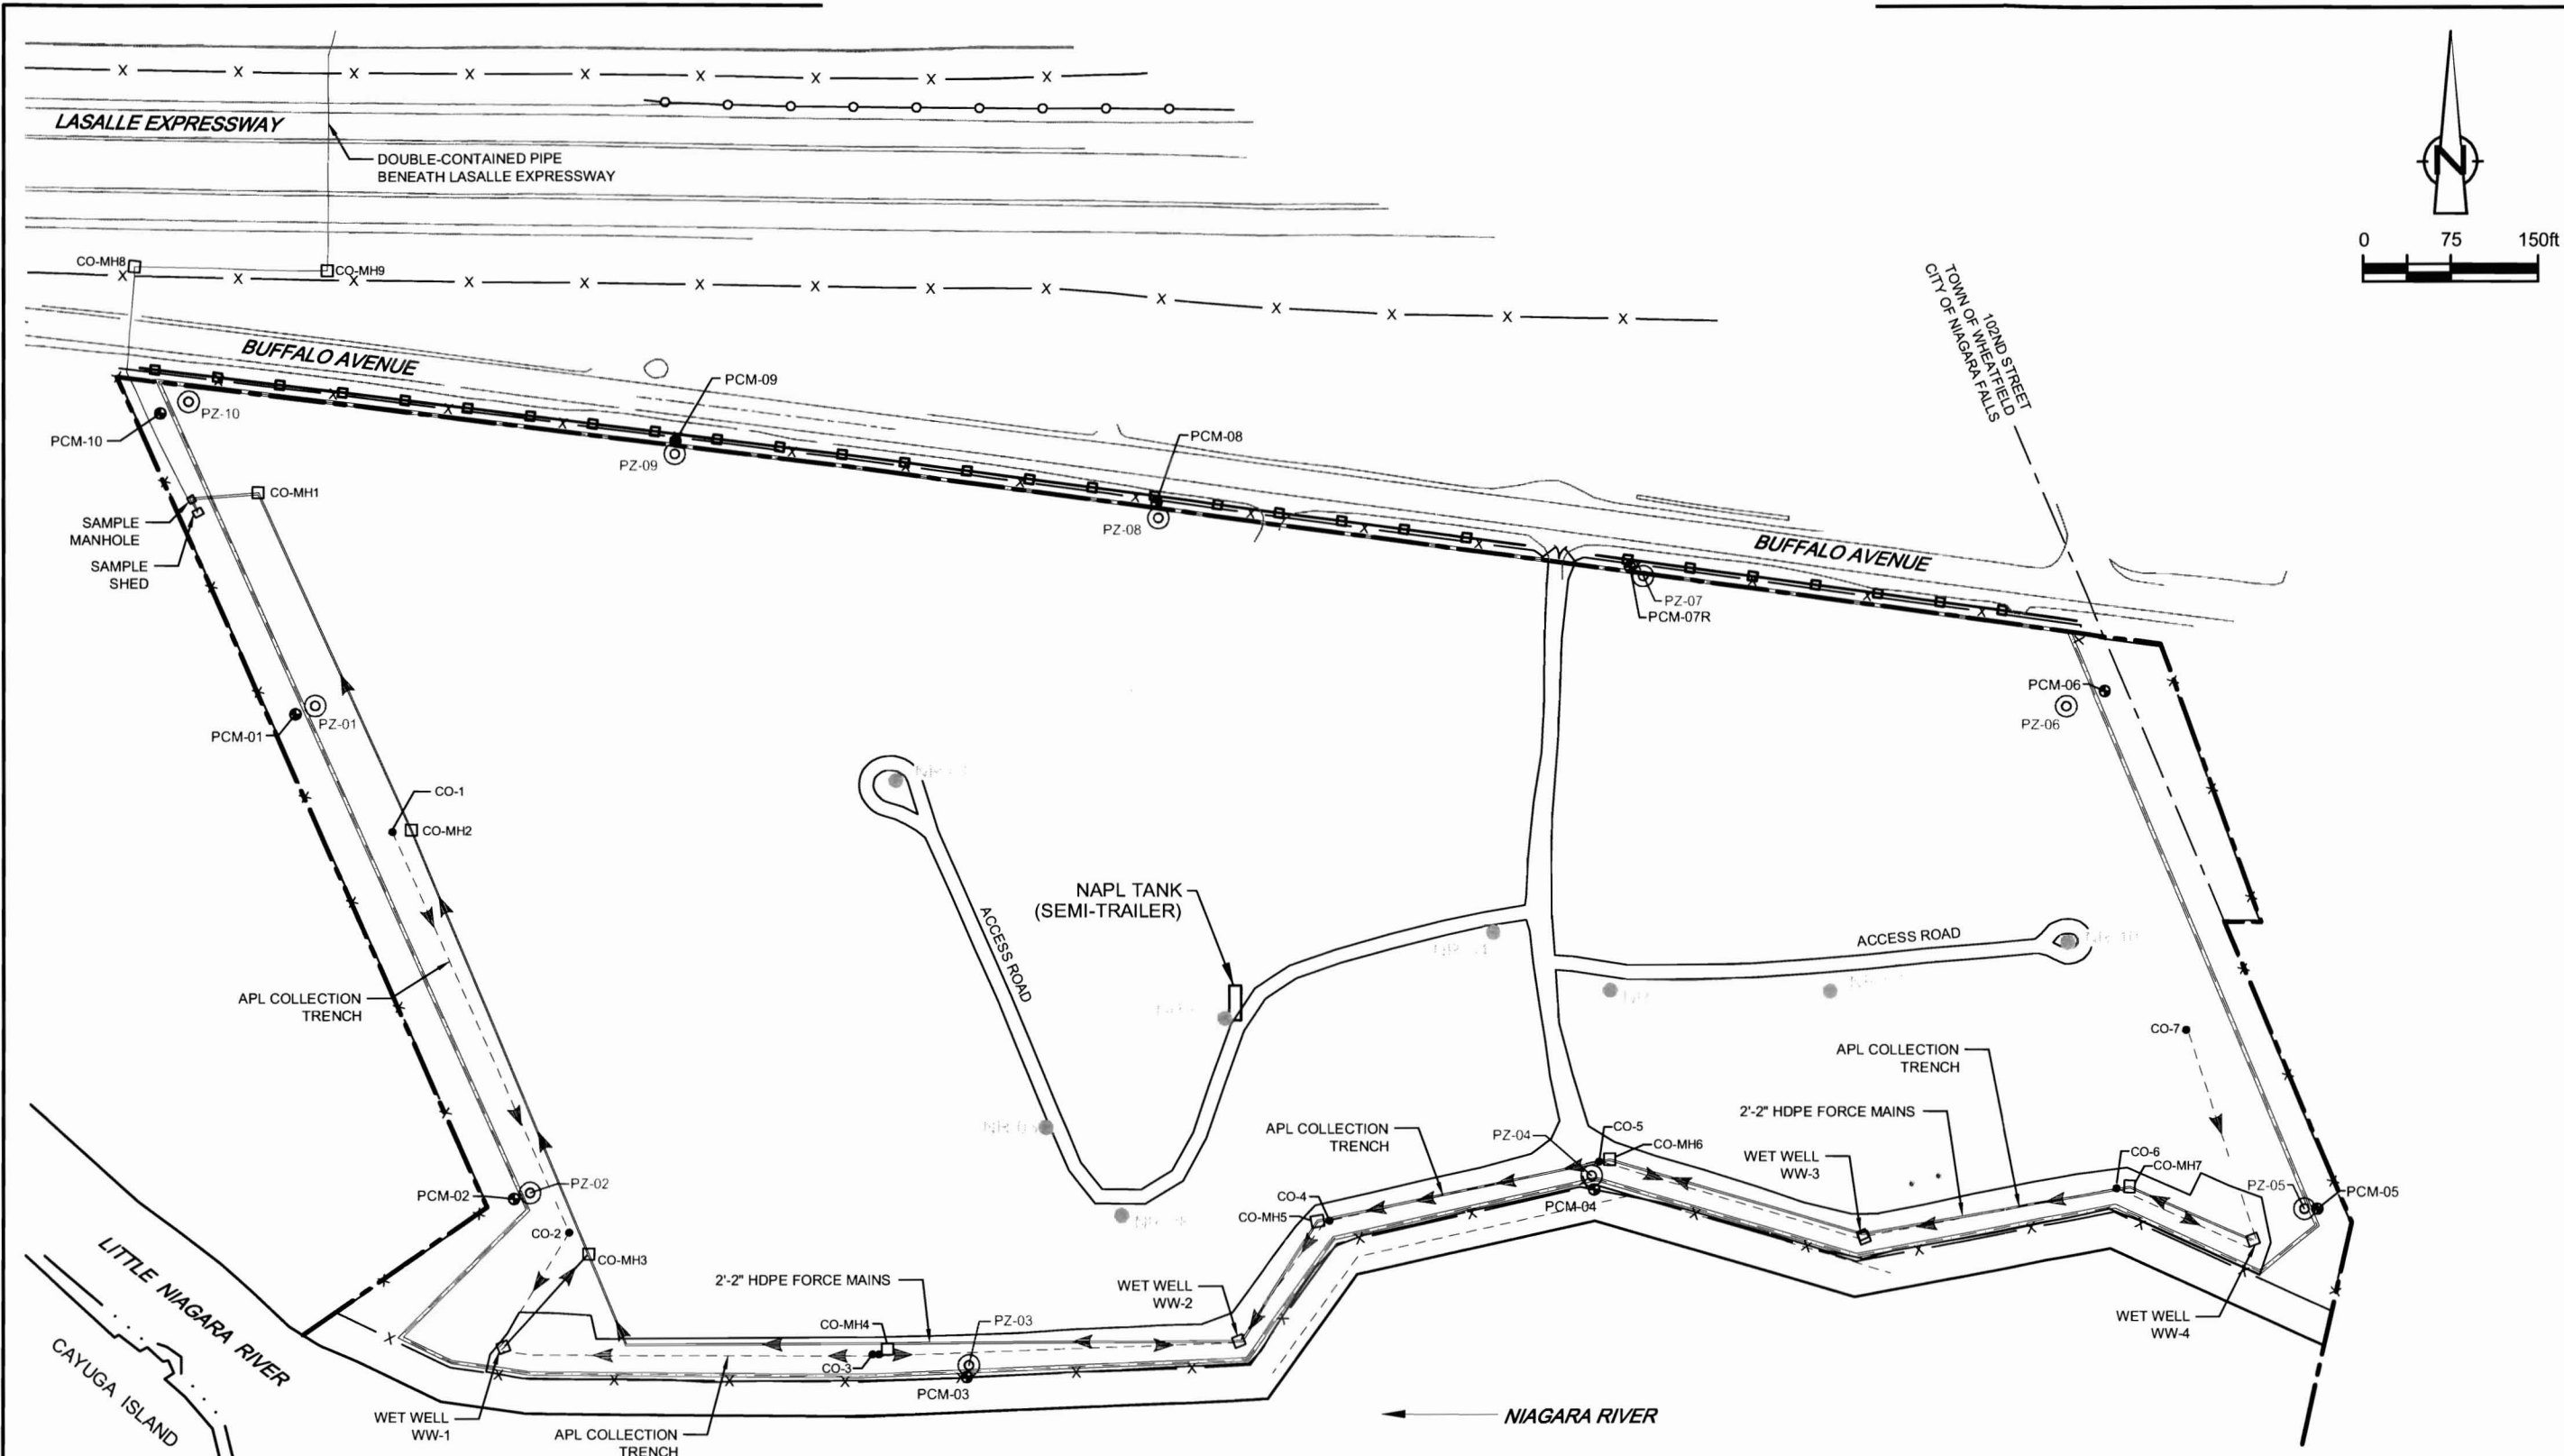 0 75 150ft
N
LASALLE EXPRESSWAY
DOUBLE-CONTAINED PIPE
BENEATH LASALLE EXPRESSWAY
CO-MH8
CO-MH9
102ND STREET
TOWN OF WHEATFIELD
CITY OF NIAGARA FALLS
BUFFALO AVENUE
PCM-09
PZ-10
PCM-10
PZ-09
PCM-08
PZ-08
CO-MH1
SAMPLE
MANHOLE
SAMPLE
SHED
BUFFALO AVENUE
PZ-07
PCM-07R
PCM-06
PZ-06
PZ-01
PCM-01
CO-1
CO-MH2
NAPL TANK
(SEMI-TRAILER)
ACCESS ROAD
ACCESS ROAD
APL COLLECTION
TRENCH
CO-7
APL COLLECTION
TRENCH
2'-2" HDPE FORCE MAINS
APL COLLECTION
TRENCH
PZ-04
CO-5
CO-MH6
WET WELL
WW-3
CO-6
CO-MH7
PZ-05
PCM-05
PCM-02
PZ-02
CO-4
CO-MH5
PCM-04
CO-2
CO-MH3
LITTLE NIAGARA RIVER
CAYUGA ISLAND
2'-2" HDPE FORCE MAINS
WET WELL
WW-2
WET WELL
WW-4
CO-MH4
PZ-03
CO-3
PCM-03
WET WELL
WW-1
APL COLLECTION
TRENCH
NIAGARA RIVER